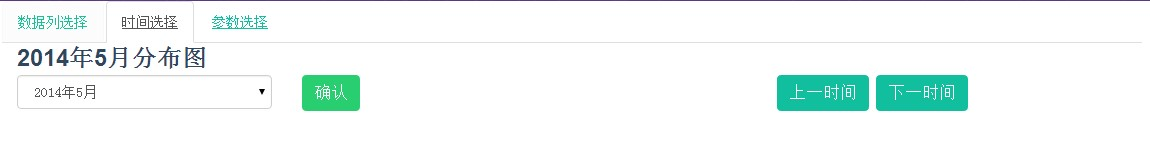 数据列选择 时间选择 参数选择
2014年5月分布图
2014年5月 确认 上一时间 下一时间